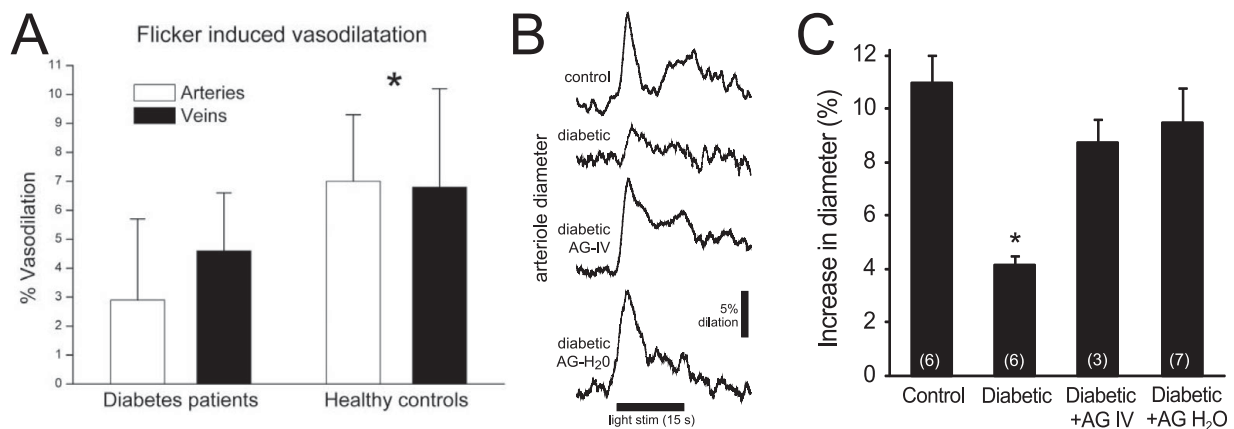 A
Flicker induced vasodilatation
% Vasodilation
11
10
9
8
7
6
5
4
3
2
1
0
Arteries
Veins
*
Diabetes patients
Healthy controls
B
arteriole diameter
control
diabetic
diabetic
AG-IV
diabetic
AG-H₂0
5%
dilation
light stim (15 s)
C
Increase in diameter (%)
12
10
8
6
4
2
0
*
(6)
(6)
(3)
(7)
Control
Diabetic
Diabetic
+AG IV
Diabetic
+AG H₂O